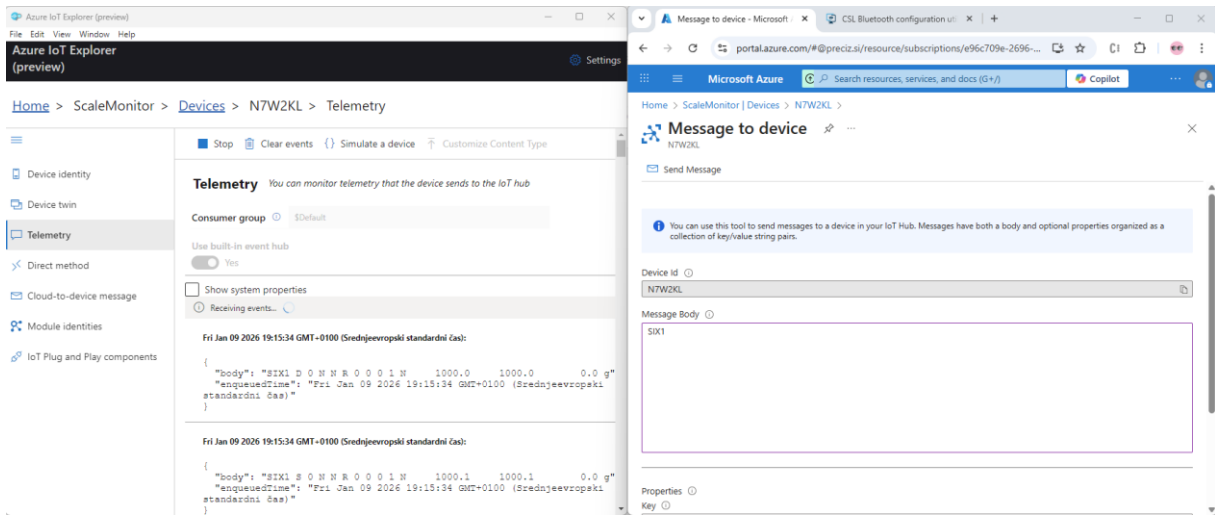 Azure IoT Explorer (preview)
File Edit View Window Help
Azure IoT Explorer
(preview)
Settings
Home > ScaleMonitor > Devices > N7W2KL > Telemetry
Stop Clear events {} Simulate a device Customize Content Type
Device identity
Device twin
Telemetry
Direct method
Cloud-to-device message
Module identities
IoT Plug and Play components
Telemetry You can monitor telemetry that the device sends to the IoT hub
Consumer group $Default
Use built-in event hub
Yes
Show system properties
Receiving events...
Fri Jan 09 2026 19:15:34 GMT+0100 (Srednjeevropski standardni čas):
{
"body": "SIX1 D 0 N N R 0 0 0 1 N 1000.0 1000.0 0.0 g"
"enqueuedTime": "Fri Jan 09 2026 19:15:34 GMT+0100 (Srednjeevropski
standardni čas)"
}
Fri Jan 09 2026 19:15:34 GMT+0100 (Srednjeevropski standardni čas):
{
"body": "SIX1 S 0 N N R 0 0 0 1 N 1000.1 1000.1 0.0 g"
"enqueuedTime": "Fri Jan 09 2026 19:15:34 GMT+0100 (Srednjeevropski
standardni čas)"
}
Message to device - Microsoft
CSL Bluetooth configuration uti
portal.azure.com/#@preciz.si/resource/subscriptions/e96c709e-2696-...
Microsoft Azure
Search resources, services, and docs (G+/)
Copilot
Home > ScaleMonitor | Devices > N7W2KL >
Message to device
N7W2KL
Send Message
You can use this tool to send messages to a device in your IoT Hub. Messages have both a body and optional properties organized as a
collection of key/value string pairs.
Device Id
N7W2KL
Message Body
SIX1
Properties
Key